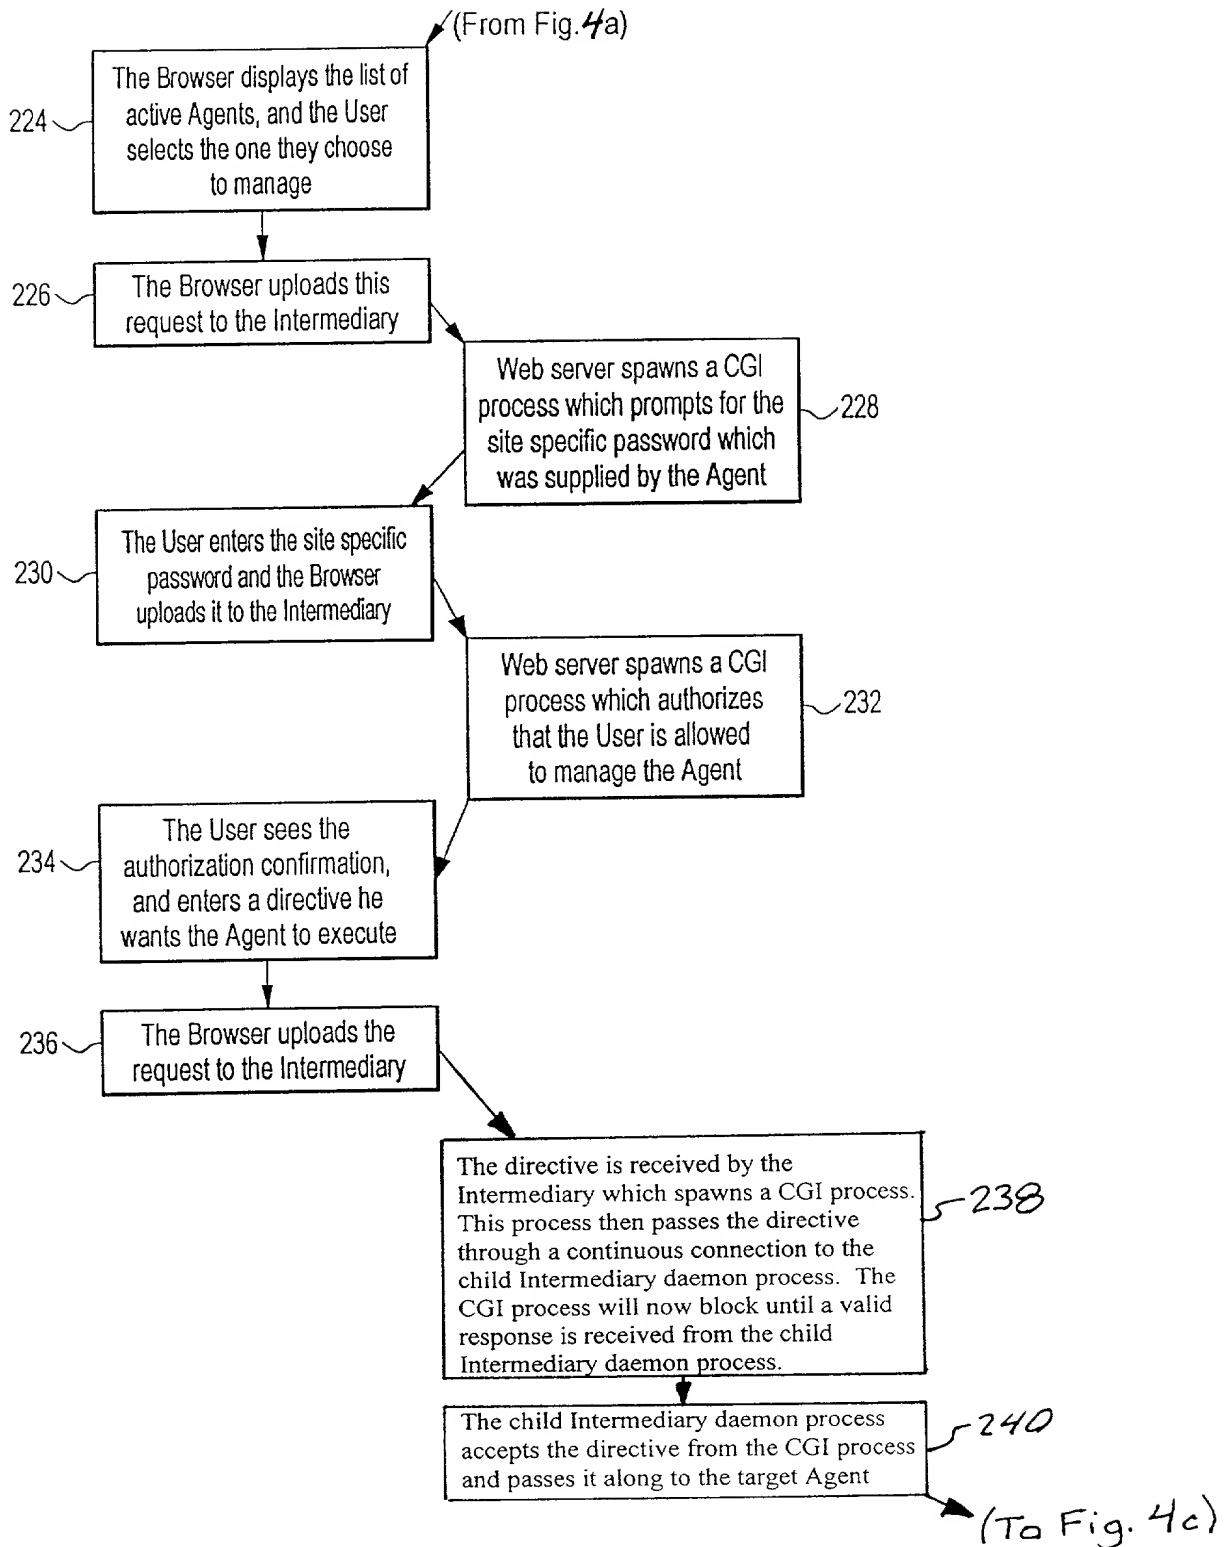 (From Fig. 4a)
The Browser displays the list of
active Agents, and the User
selects the one they choose
to manage
224
The Browser uploads this
request to the Intermediary
226
Web server spawns a CGI
process which prompts for the
site specific password which
was supplied by the Agent
228
The User enters the site specific
password and the Browser
uploads it to the Intermediary
230
Web server spawns a CGI
process which authorizes
that the User is allowed
to manage the Agent
232
The User sees the
authorization confirmation,
and enters a directive he
wants the Agent to execute
234
The Browser uploads the
request to the Intermediary
236
The directive is received by the
Intermediary which spawns a CGI process.
This process then passes the directive
through a continuous connection to the
child Intermediary daemon process. The
CGI process will now block until a valid
response is received from the child
Intermediary daemon process.
238
The child Intermediary daemon process
accepts the directive from the CGI process
and passes it along to the target Agent
240
(To Fig. 4c)